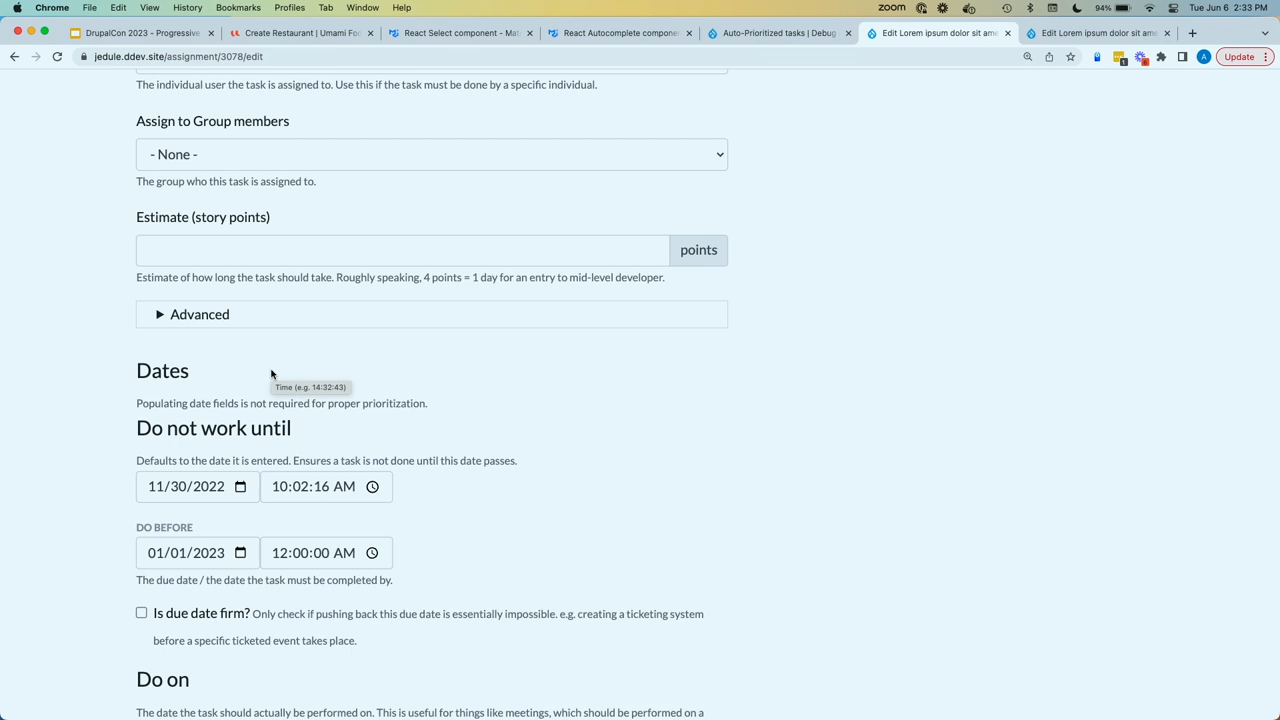 Chrome File Edit View History Bookmarks Profiles Tab Window Help zoom 94% Tue Jun 6 2:33 PM
DrupalCon 2023 - Progressive Create Restaurant | Umami Foo React Select component - Mate React Autocomplete compone Auto-Prioritized tasks | Debug Edit Lorem ipsum dolor sit ame Edit Lorem ipsum dolor sit ame
jedule.ddev.site/assignment/3078/edit A Update
The individual user the task is assigned to. Use this if the task must be done by a specific individual.
Assign to Group members
- None -
The group who this task is assigned to.
Estimate (story points)
points
Estimate of how long the task should take. Roughly speaking, 4 points = 1 day for an entry to mid-level developer.
Advanced
Dates
Time (e.g. 14:32:43)
Populating date fields is not required for proper prioritization.
Do not work until
Defaults to the date it is entered. Ensures a task is not done until this date passes.
11/30/2022 10:02:16 AM
DO BEFORE
01/01/2023 12:00:00 AM
The due date / the date the task must be completed by.
Is due date firm? Only check if pushing back this due date is essentially impossible. e.g. creating a ticketing system
before a specific ticketed event takes place.
Do on
The date the task should actually be performed on. This is useful for things like meetings, which should be performed on a